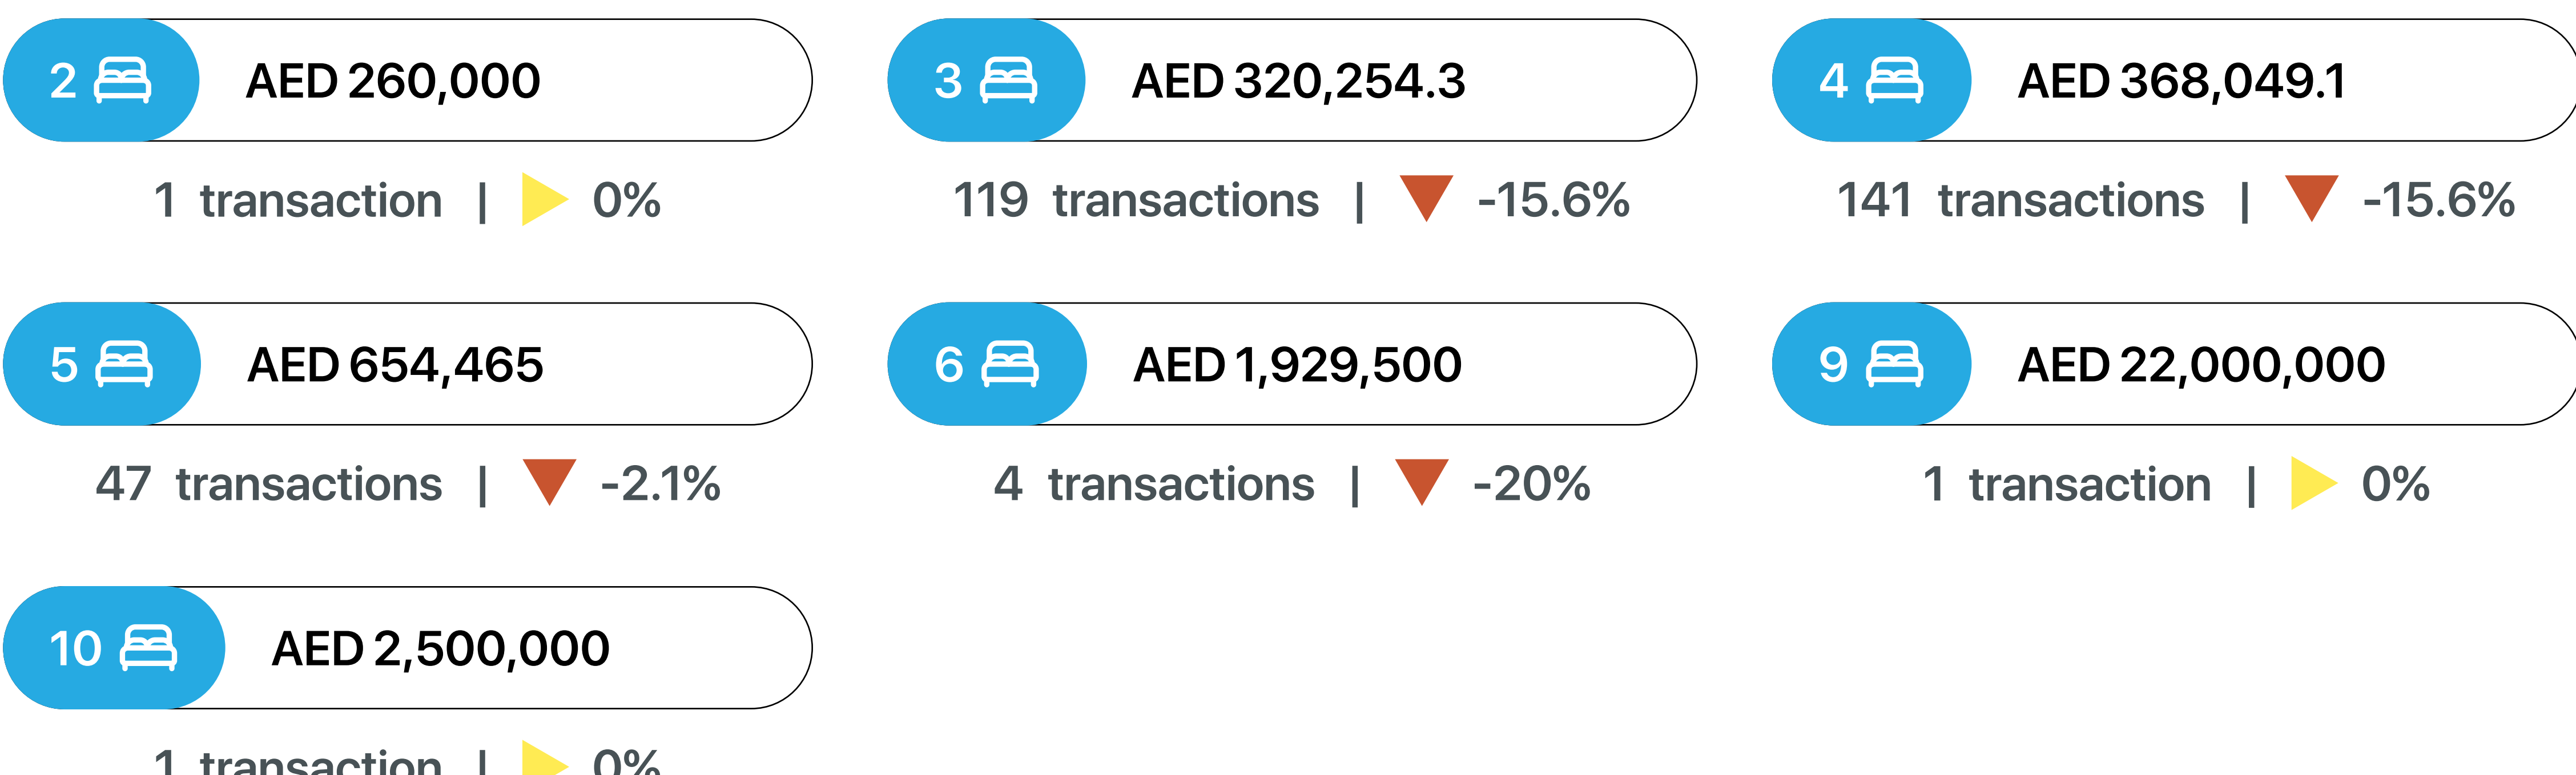 2 AED 260,000 3 AED 320,254.3 4 AED 368,049.1
1 transaction | 0% 119 transactions | -15.6% 141 transactions | -15.6%
5 AED 654,465 6 AED 1,929,500 9 AED 22,000,000
47 transactions | -2.1% 4 transactions | -20% 1 transaction | 0%
10 AED 2,500,000
1 transaction | 0%